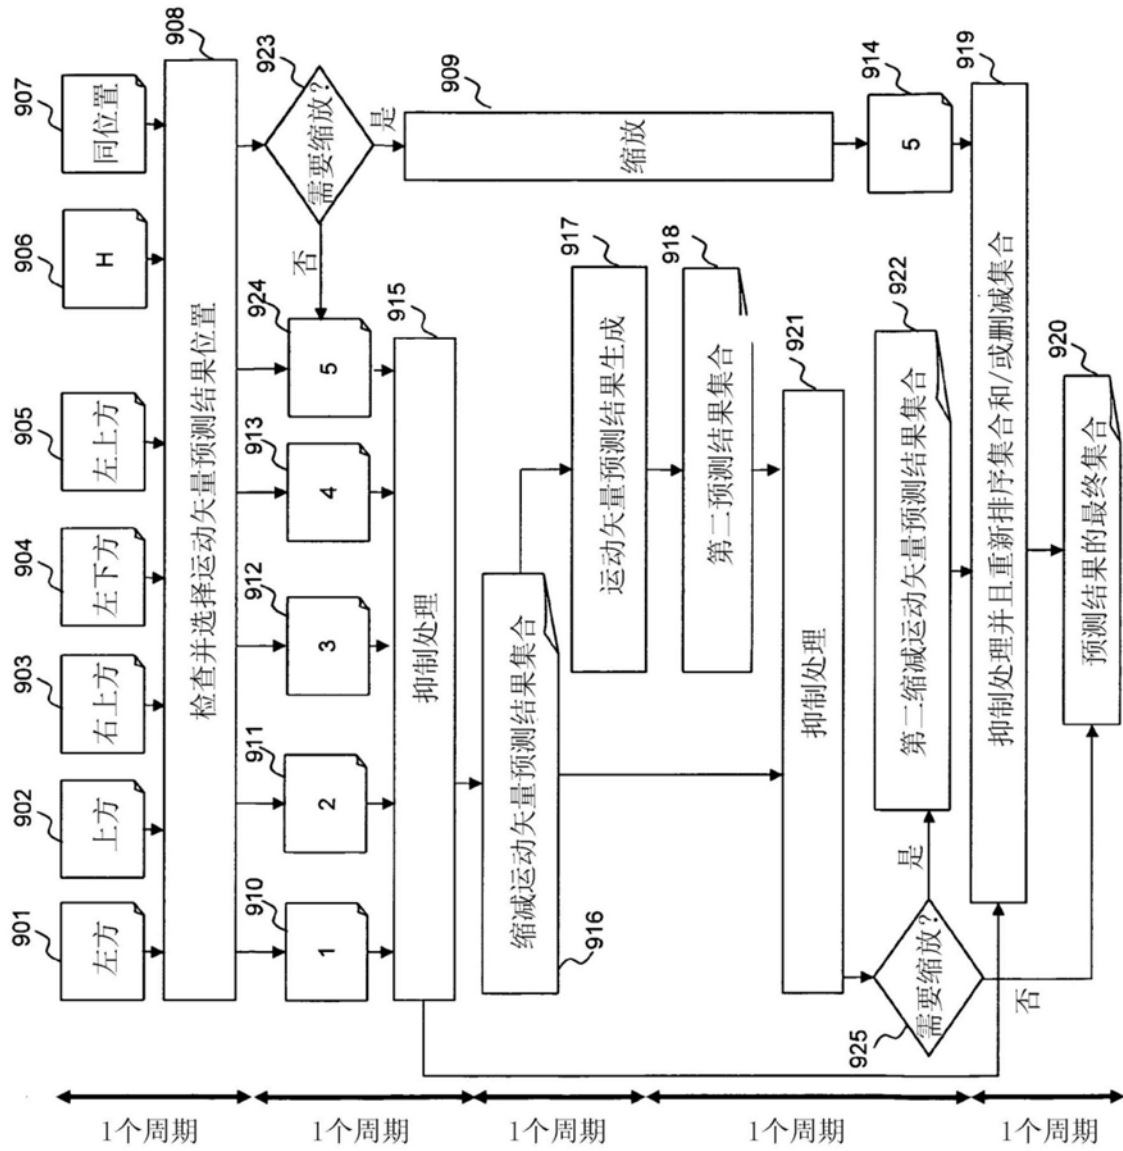 901
902
903
904
905
906
907
左方
上方
右上方
左下方
左上方
H
同位置
908
检查并选择运动矢量预测结果位置
923
需要缩放?
否
是
910
911
912
913
924
1
2
3
4
5
915
抑制处理
909
缩放
916
缩减运动矢量预测结果集合
917
运动矢量预测结果生成
918
第二预测结果集合
921
抑制处理
925
需要缩放?
是
否
922
第二缩减运动矢量预测结果集合
914
5
919
抑制处理并且重新排序集合和/或删减集合
920
预测结果的最终集合
1个周期
1个周期
1个周期
1个周期
1个周期